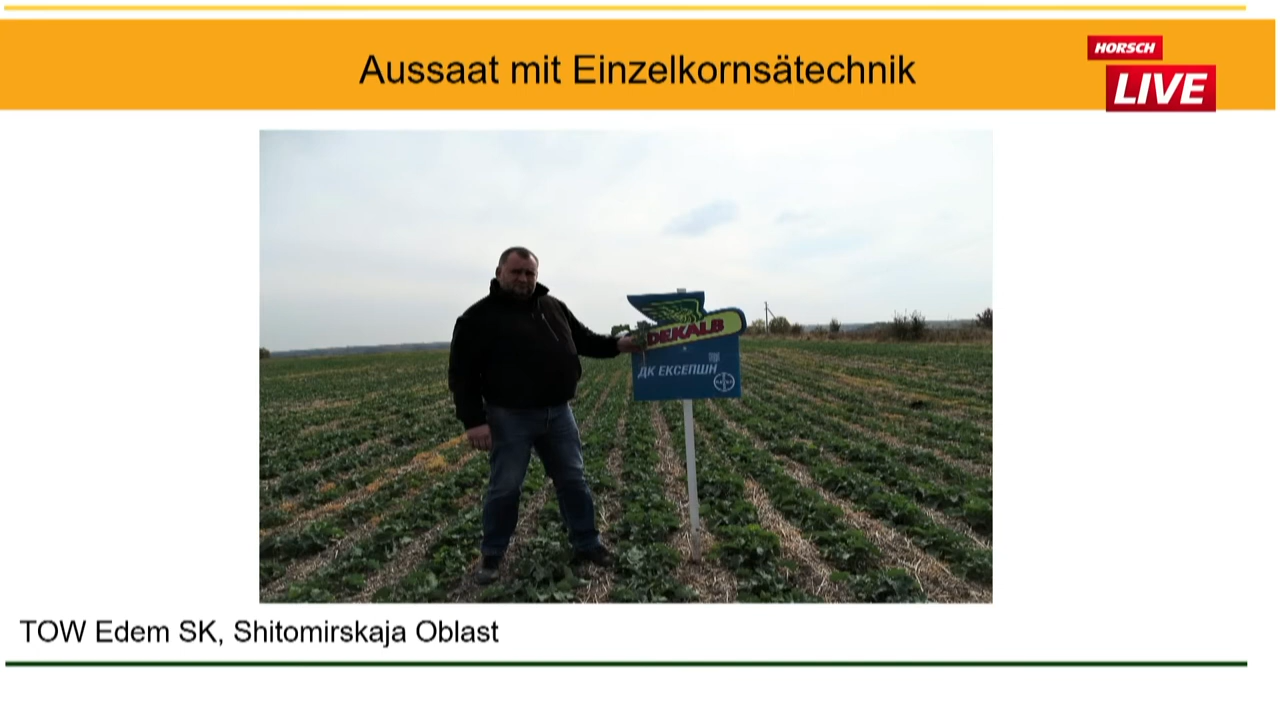 Aussaat mit Einzelkornsätechnik
HORSCH
LIVE
DEKALB
ДК ЕКСЕПШН
TOW Edem SK, Shitomirskaja Oblast